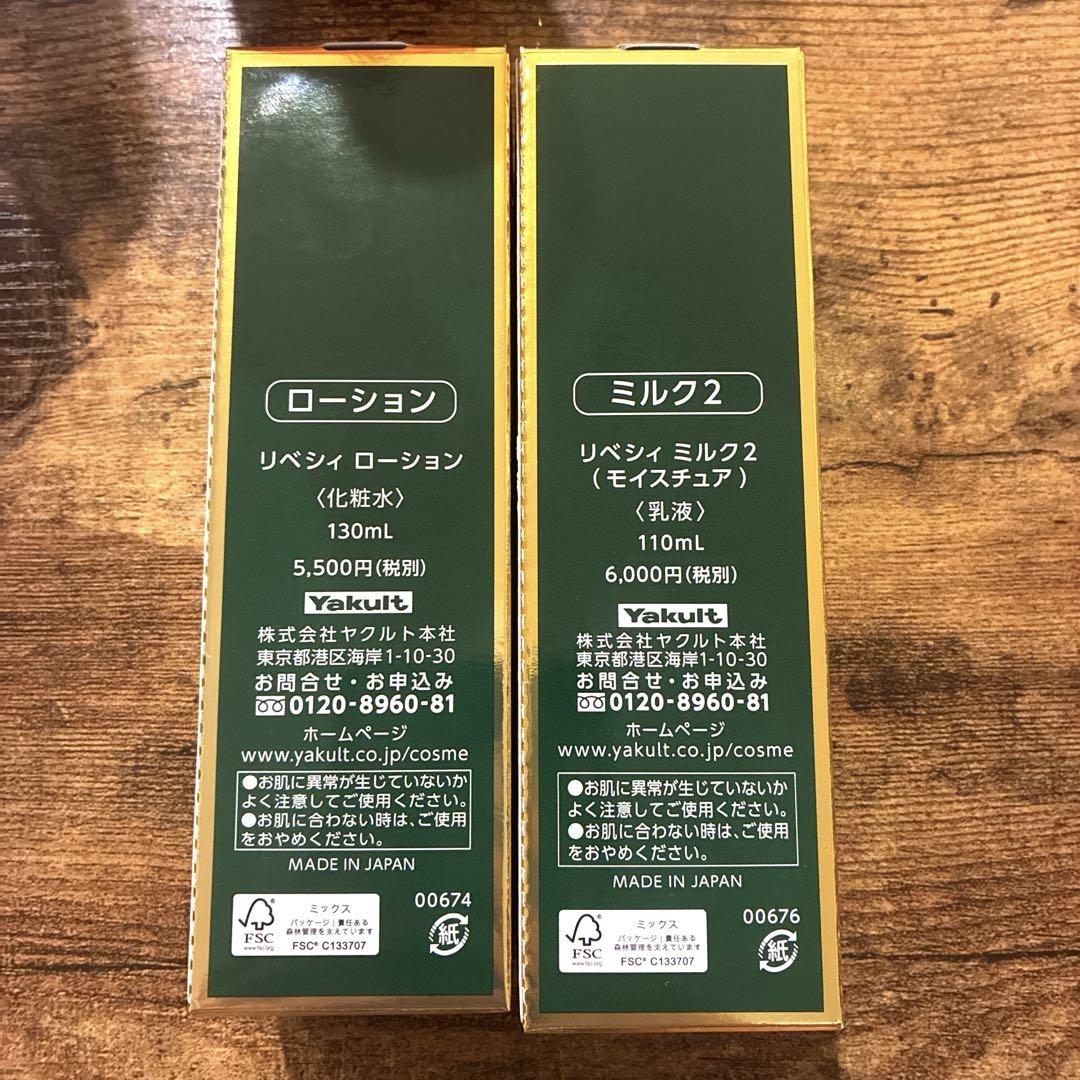 ローション
リベシィ ローション
〈化粧水〉
130mL
5,500円(税別)
Yakult
株式会社ヤクルト本社
東京都港区海岸1-10-30
お問合せ・お申込み
0120-8960-81
ホームページ
www.yakult.co.jp/cosme
●お肌に異常が生じていないか
よく注意してご使用ください。
●お肌に合わない時は、ご使用
をおやめください。
MADE IN JAPAN
00674
FSC®
www.fsc.org
ミックス
パッケージ|責任ある
森林管理を支えています
FSC® C133707
紙
ミルク2
リベシィ ミルク2
(モイスチュア)
〈乳液〉
110mL
6,000円(税別)
Yakult
株式会社ヤクルト本社
東京都港区海岸1-10-30
お問合せ・お申込み
0120-8960-81
ホームページ
www.yakult.co.jp/cosme
●お肌に異常が生じていないか
よく注意してご使用ください。
●お肌に合わない時は、ご使用
をおやめください。
MADE IN JAPAN
00676
FSC
www.fsc.org
ミックス
パッケージ|責任ある
森林管理を支えています
FSC® C133707
紙